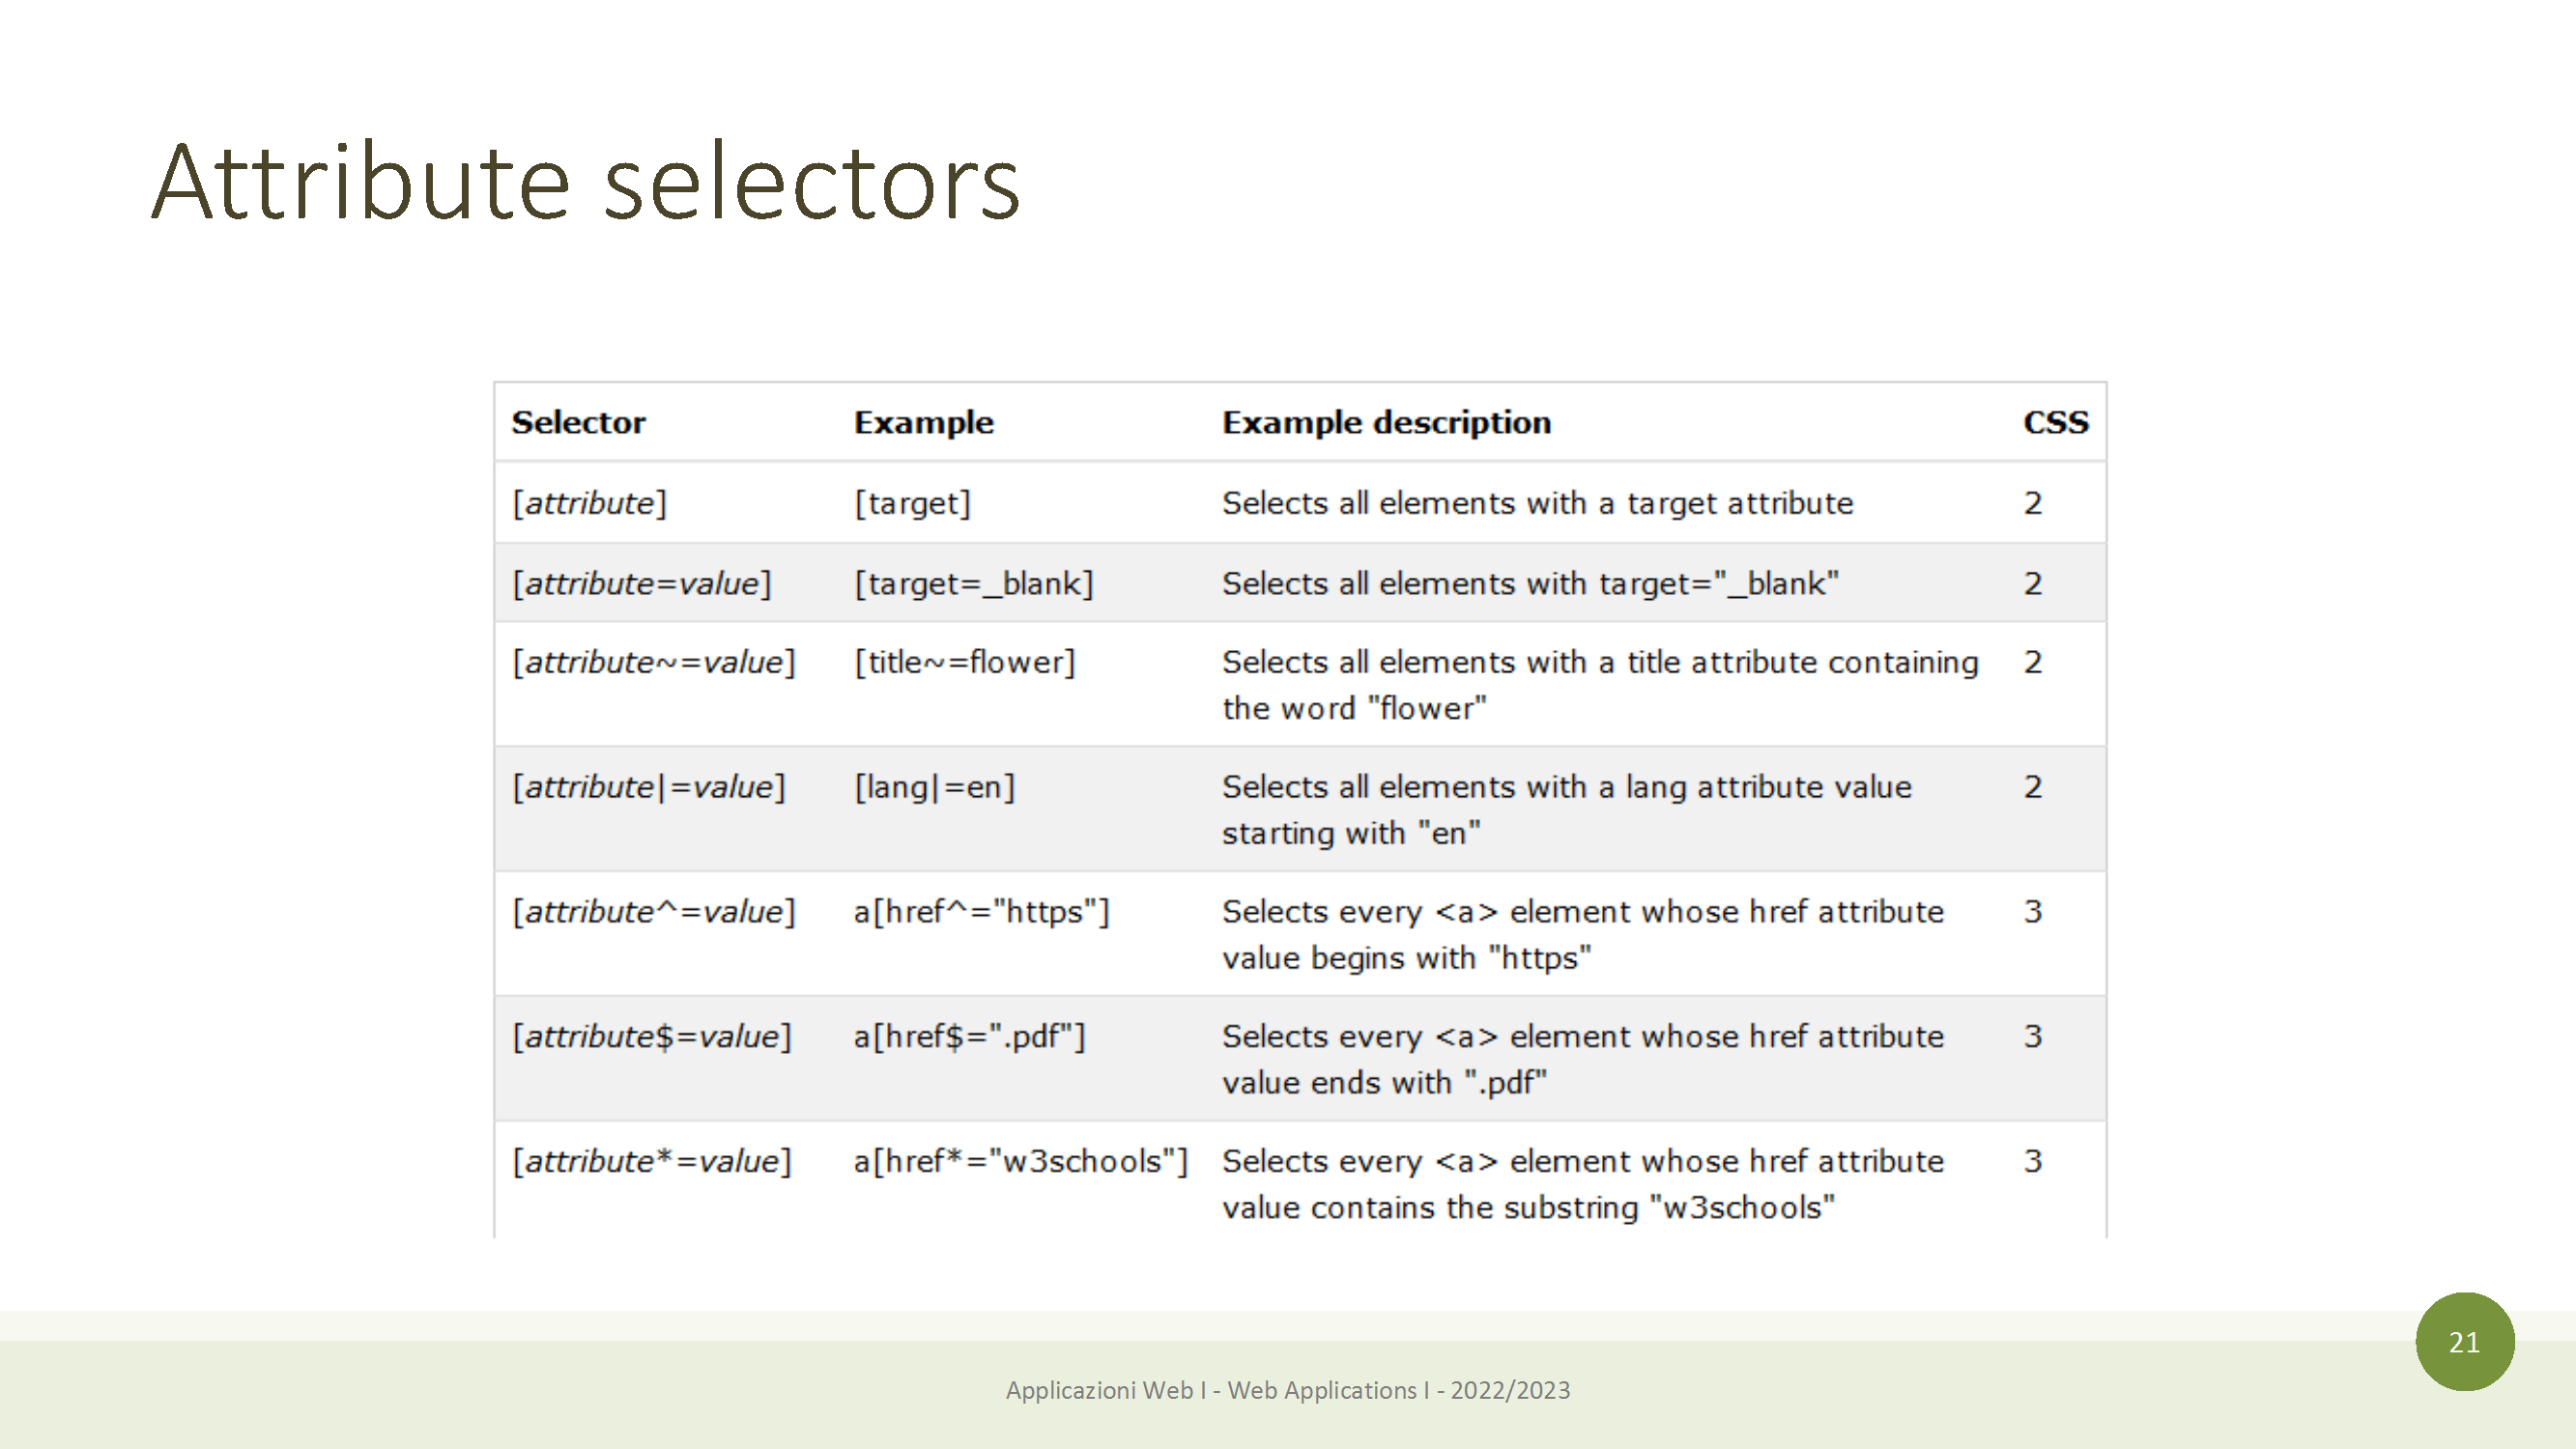 Attribute selectors
Selector Example Example description CSS
[attribute] [target] Selects all elements with a target attribute 2
[attribute=value] [target=_blank] Selects all elements with target="_blank" 2
[attribute~=value] [title~=flower] Selects all elements with a title attribute containing 2
the word "flower"
[attribute|=value] [lang|=en] Selects all elements with a lang attribute value 2
starting with "en"
[attribute^=value] a[href^="https"] Selects every <a> element whose href attribute 3
value begins with "https"
[attribute$=value] a[href$=".pdf"] Selects every <a> element whose href attribute 3
value ends with ".pdf"
[attribute*=value] a[href*="w3schools"] Selects every <a> element whose href attribute 3
value contains the substring "w3schools"
21
Applicazioni Web I - Web Applications I - 2022/2023